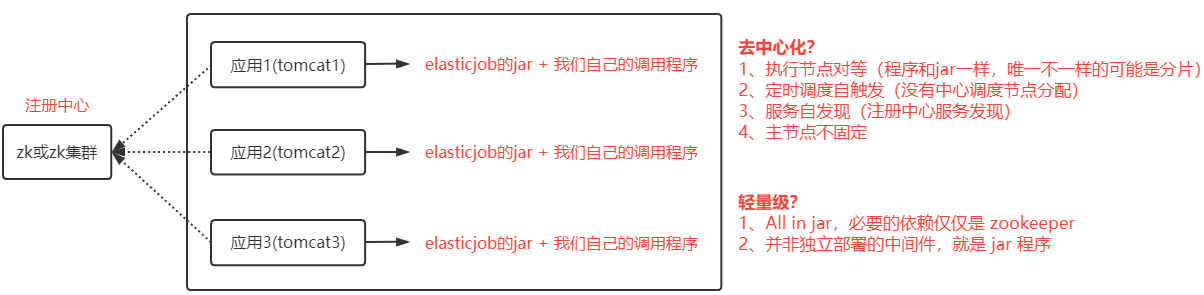 注册中心
zk或zk集群
应用1(tomcat1)
elasticjob的jar + 我们自己的调用程序
应用2(tomcat2)
elasticjob的jar + 我们自己的调用程序
应用3(tomcat3)
elasticjob的jar + 我们自己的调用程序
去中心化?
1、执行节点对等（程序和jar一样，唯一不一样的可能是分片）
2、定时调度自触发（没有中心调度节点分配）
3、服务自发现（注册中心服务发现）
4、主节点不固定
轻量级?
1、All in jar，必要的依赖仅仅是 zookeeper
2、并非独立部署的中间件，就是 jar 程序